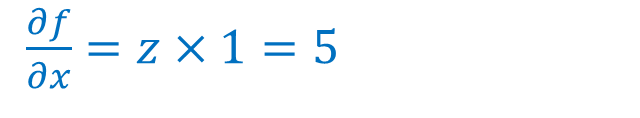 ∂f/∂x = z × 1 = 5